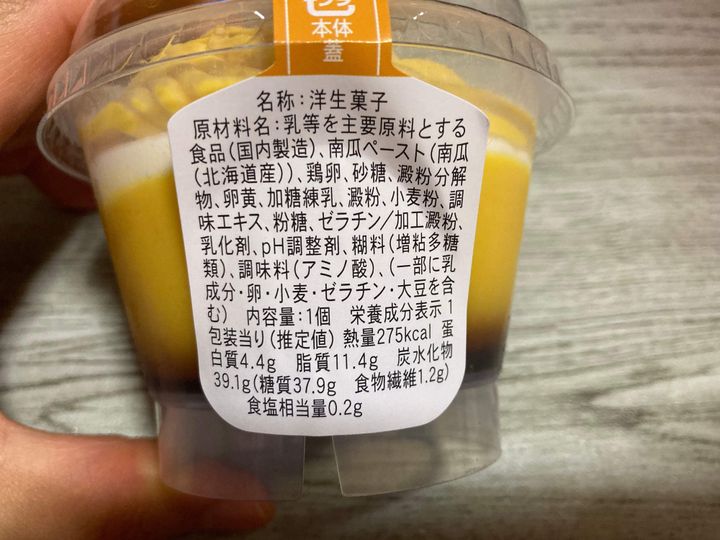 プラ
本体
蓋
名称:洋生菓子
原材料名:乳等を主要原料とする
食品(国内製造)、南瓜ペースト(南瓜
(北海道産))、鶏卵、砂糖、澱粉分解
物、卵黄、加糖練乳、澱粉、小麦粉、調
味エキス、粉糖、ゼラチン/加工澱粉、
乳化剤、pH調整剤、糊料(増粘多糖
類)、調味料(アミノ酸)、(一部に乳
成分・卵・小麦・ゼラチン・大豆を含
む) 内容量:1個 栄養成分表示 1
包装当り(推定値) 熱量275kcal 蛋
白質4.4g 脂質11.4g 炭水化物
39.1g(糖質37.9g 食物繊維1.2g)
食塩相当量0.2g